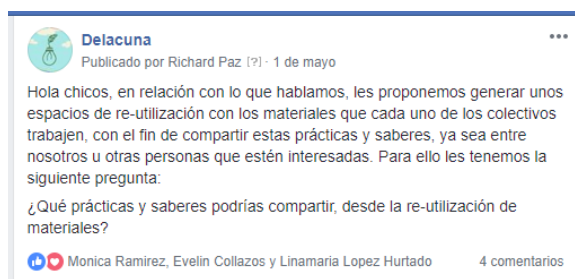 Delacuna
Publicado por Richard Paz [?] · 1 de mayo
Hola chicos, en relación con lo que hablamos, les proponemos generar unos
espacios de re-utilización con los materiales que cada uno de los colectivos
trabajen, con el fin de compartir estas prácticas y saberes, ya sea entre
nosotros u otras personas que estén interesadas. Para ello les tenemos la
siguiente pregunta:
¿Qué prácticas y saberes podrías compartir, desde la re-utilización de
materiales?
Monica Ramirez, Evelin Collazos y Linamaria Lopez Hurtado 4 comentarios